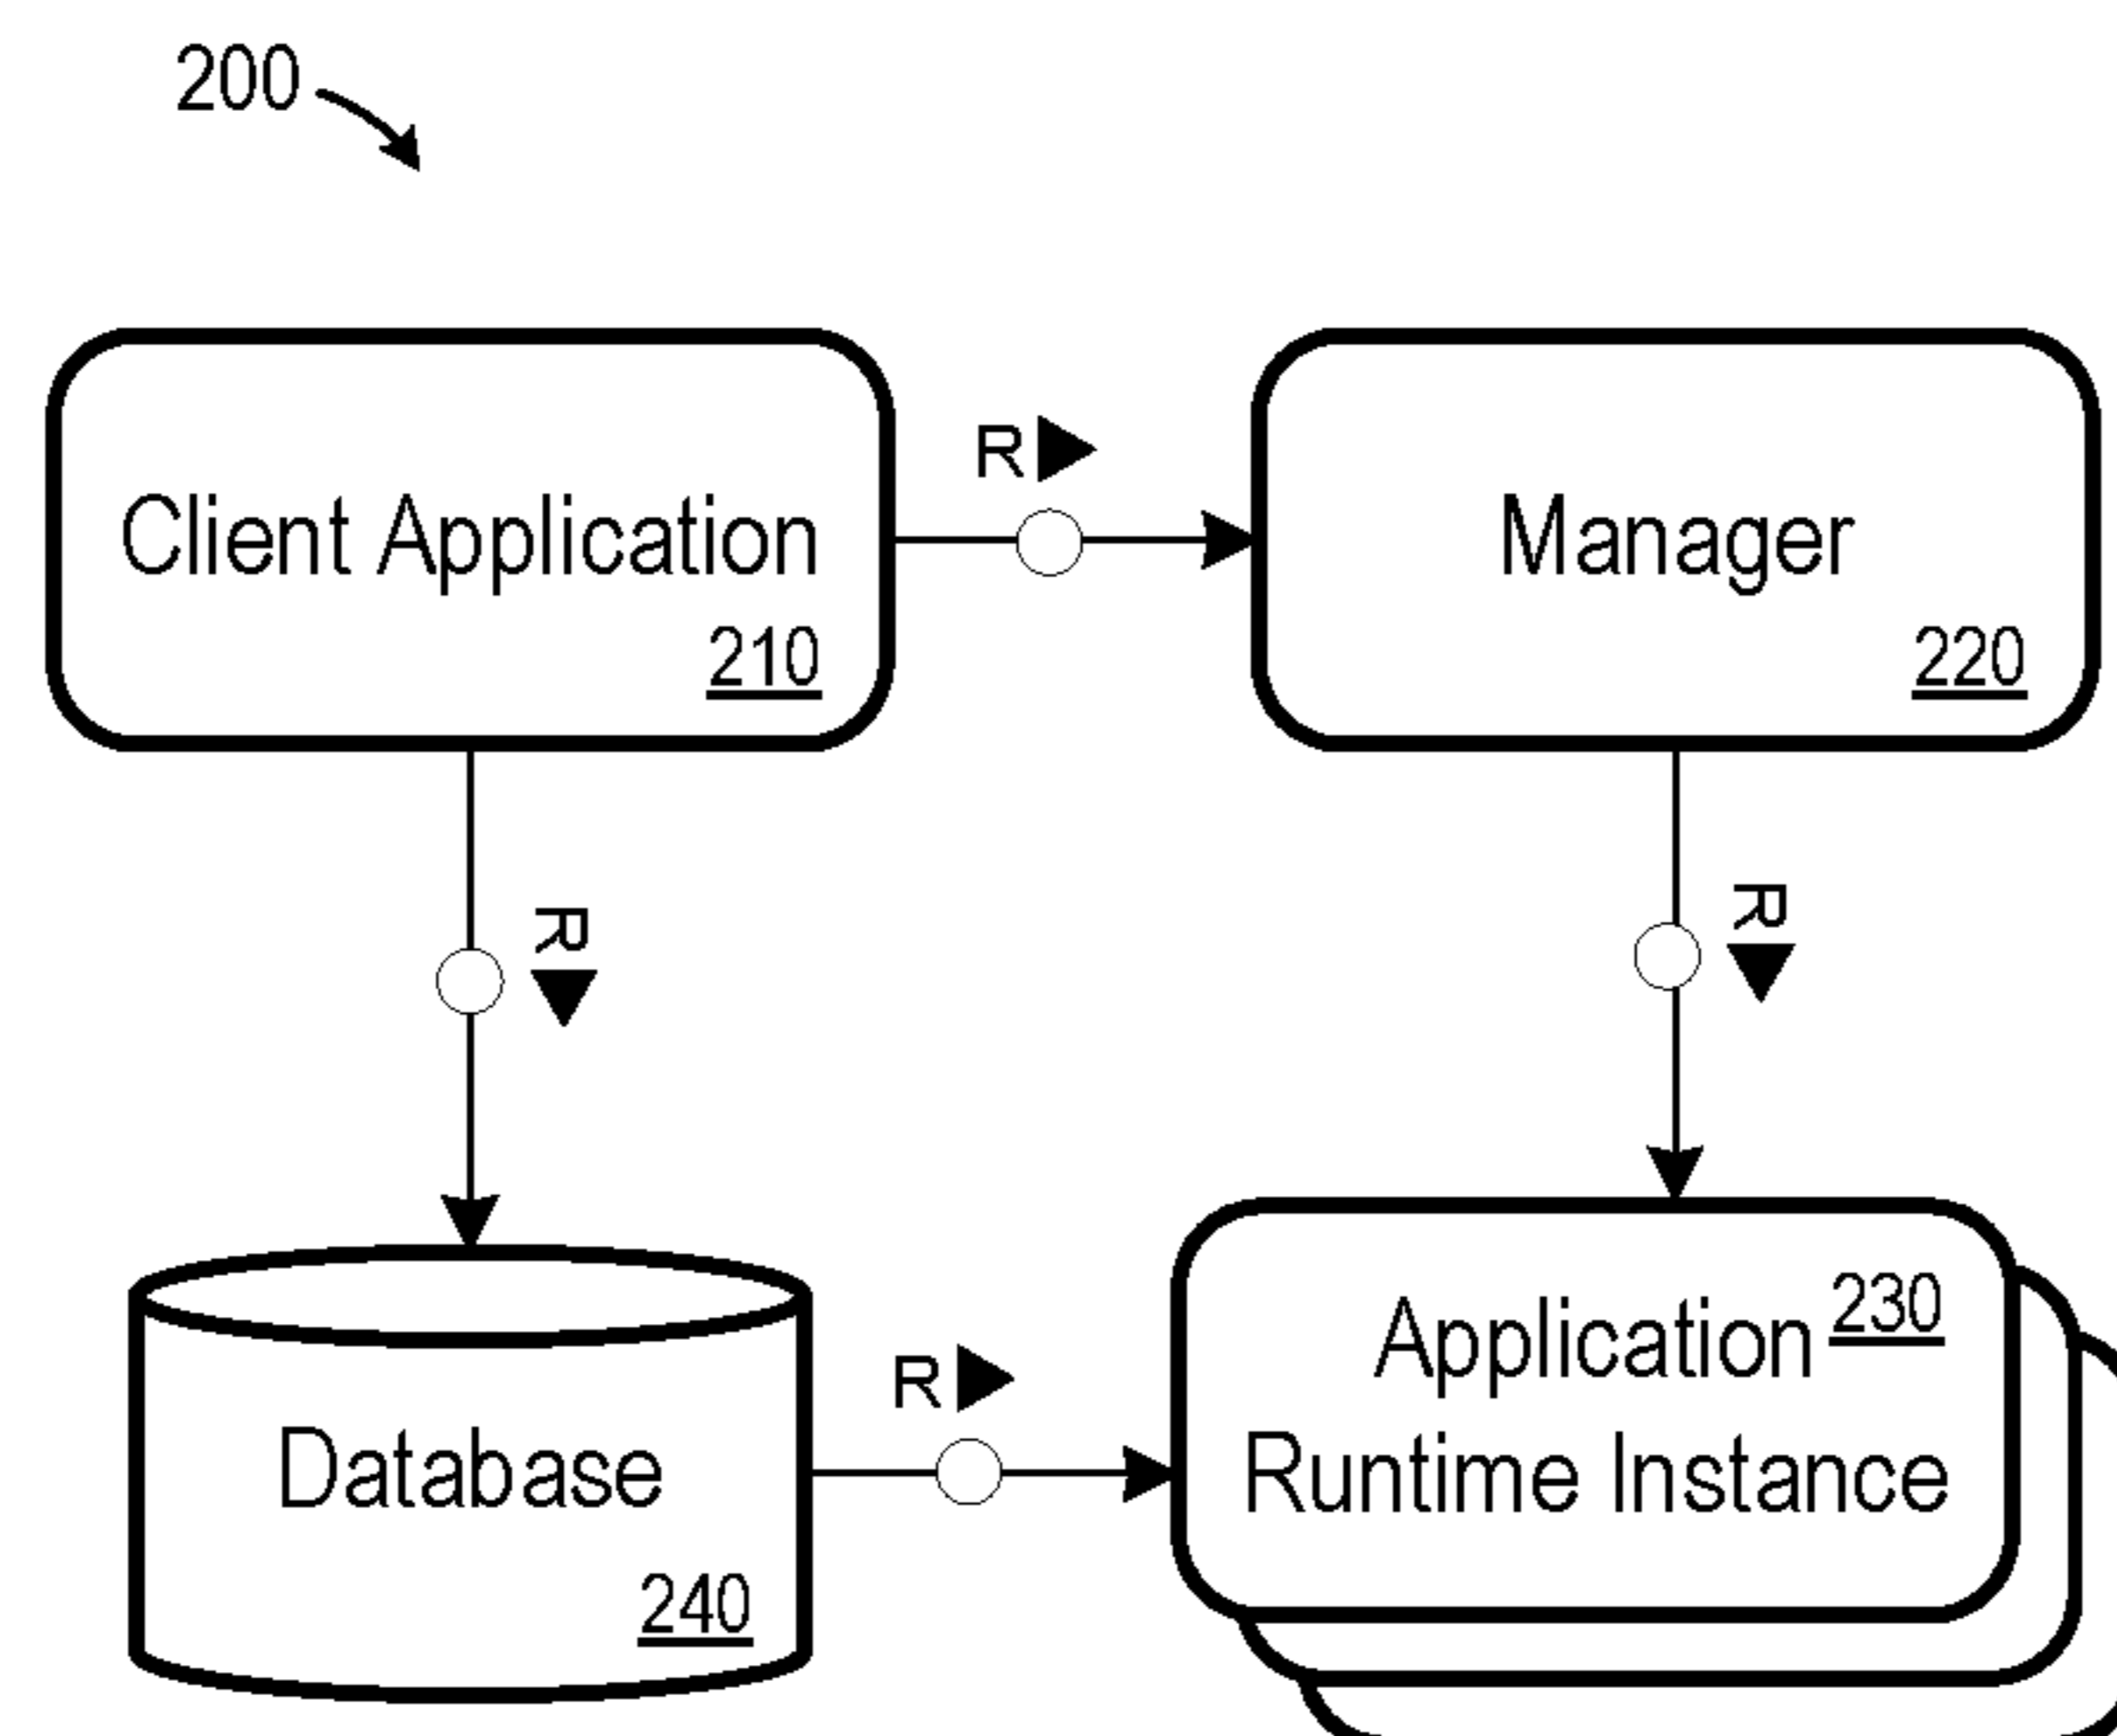 200
R
Client Application
210
Manager
220
R
R
Application 230
Runtime Instance
R
Database
240